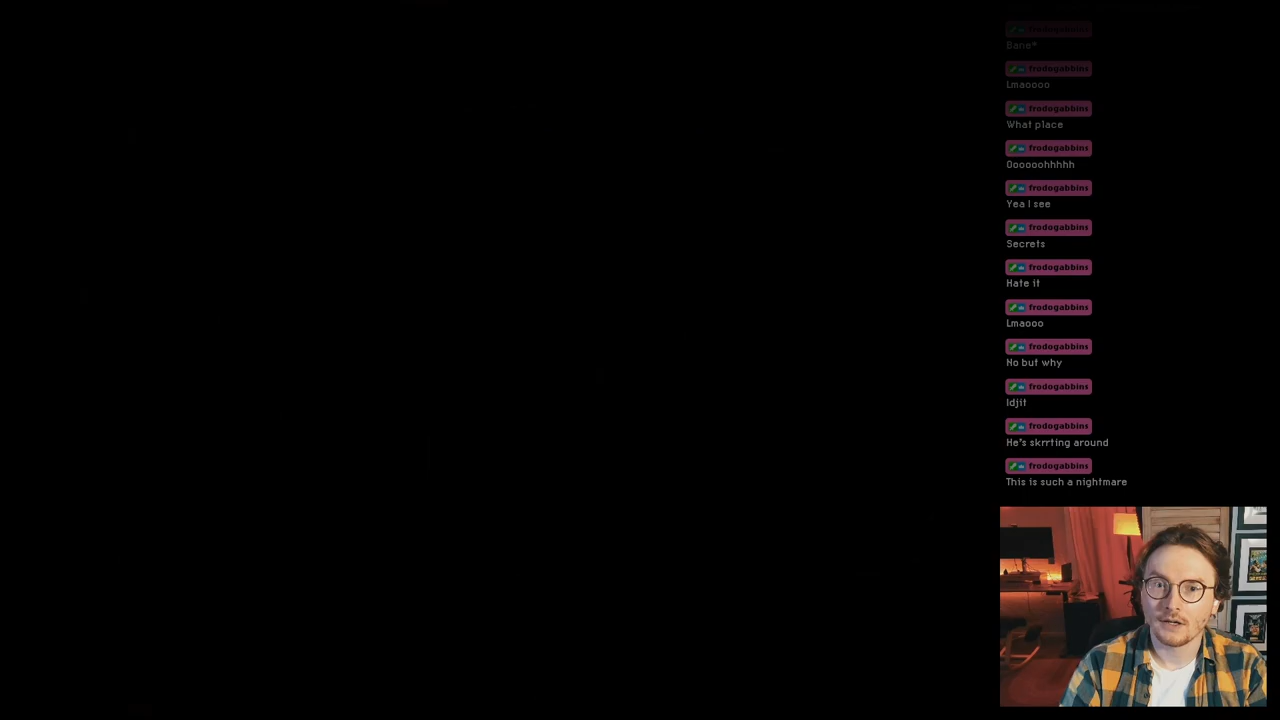 frodogabbins
Bane*
frodogabbins
Lmaoooo
frodogabbins
What place
frodogabbins
Oooooohhhhh
frodogabbins
Yea I see
frodogabbins
Secrets
frodogabbins
Hate it
frodogabbins
Lmaooo
frodogabbins
No but why
frodogabbins
Idjit
frodogabbins
He's skrrting around
frodogabbins
This is such a nightmare